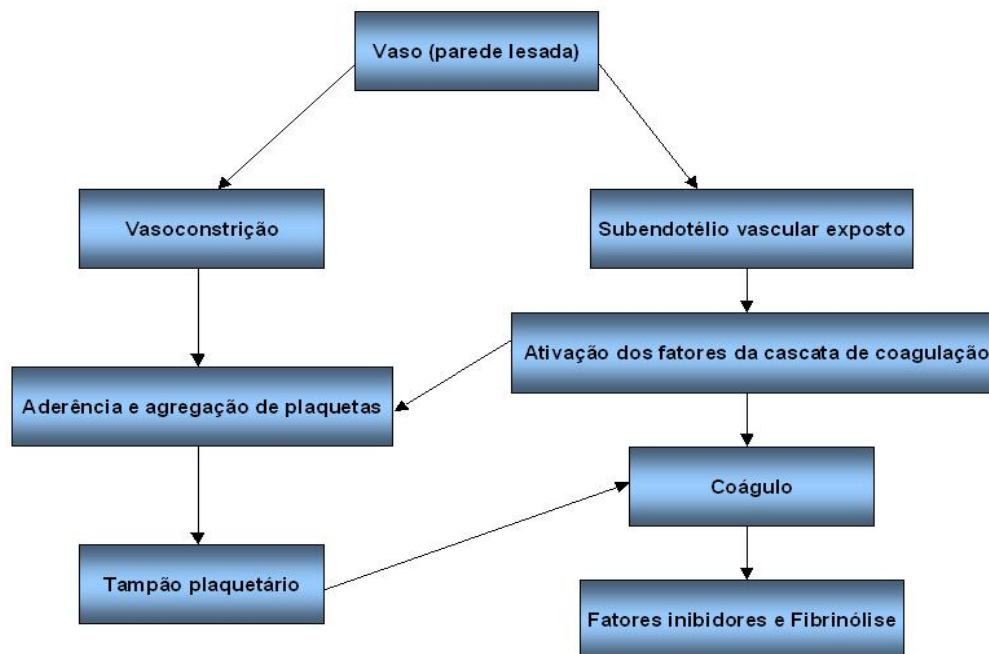 Vaso (parede lesada)
Vasoconstrição
Subendotélio vascular exposto
Ativação dos fatores da cascata de coagulação
Aderência e agregação de plaquetas
Coágulo
Tampão plaquetário
Fatores inibidores e Fibrinólise